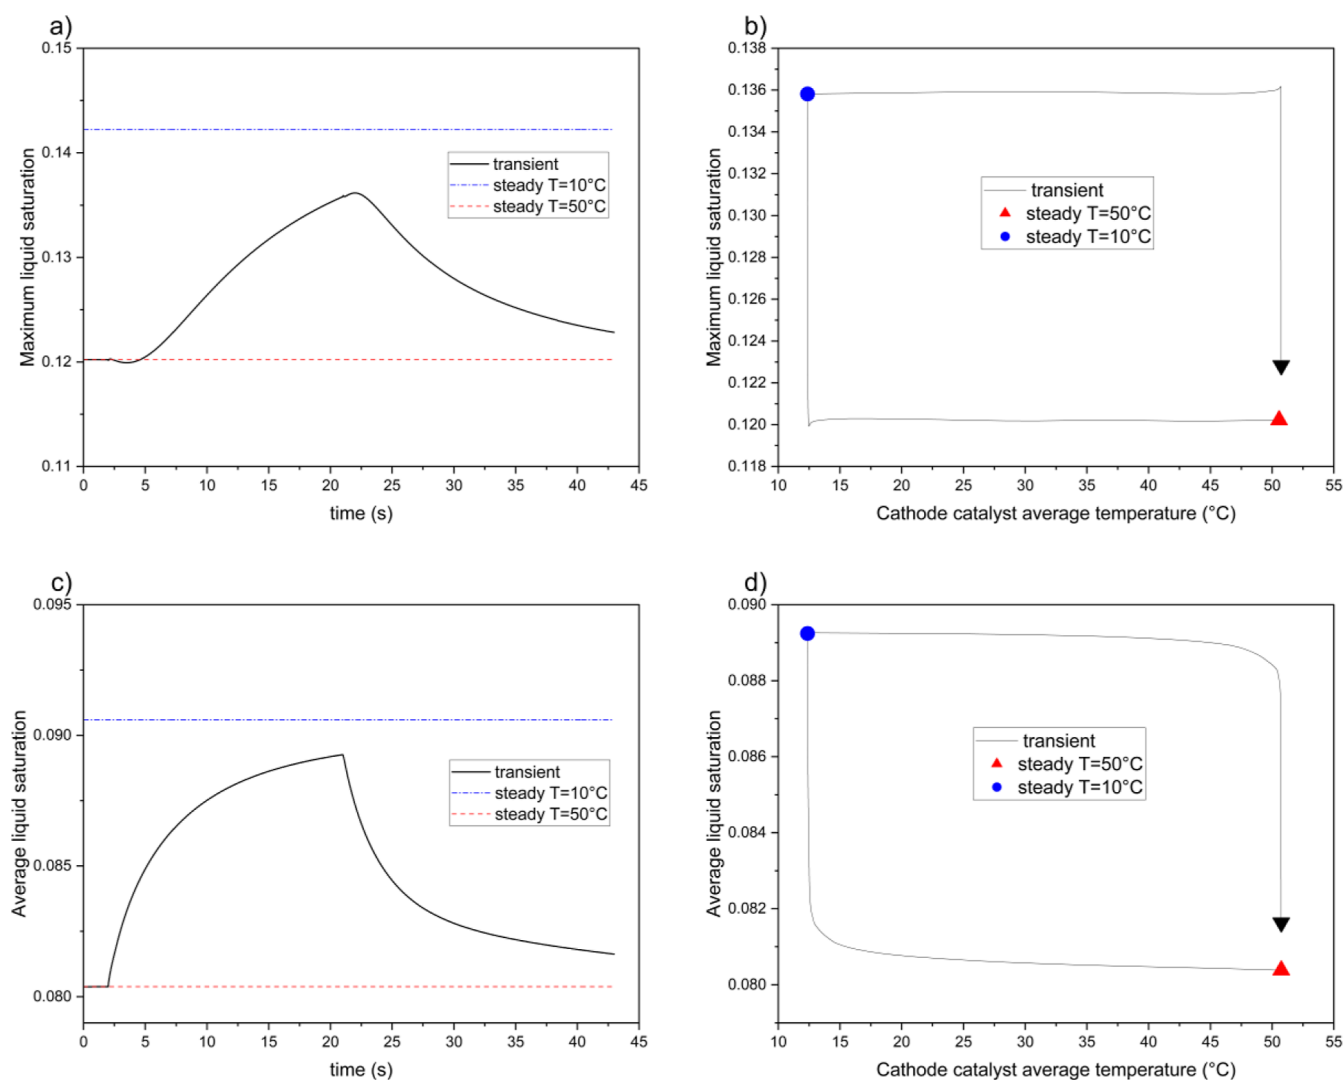 a)
Maximum liquid saturation
0.15
0.14
0.13
0.12
0.11
transient
steady T=10°C
steady T=50°C
0 5 10 15 20 25 30 35 40 45
time (s)
b)
Maximum liquid saturation
0.138
0.136
0.134
0.132
0.130
0.128
0.126
0.124
0.122
0.120
0.118
transient
steady T=50°C
steady T=10°C
10 15 20 25 30 35 40 45 50 55
Cathode catalyst average temperature (°C)
c)
Average liquid saturation
0.095
0.090
0.085
0.080
transient
steady T=10°C
steady T=50°C
0 5 10 15 20 25 30 35 40 45
time (s)
d)
Average liquid saturation
0.090
0.088
0.086
0.084
0.082
0.080
transient
steady T=50°C
steady T=10°C
10 15 20 25 30 35 40 45 50 55
Cathode catalyst average temperature (°C)